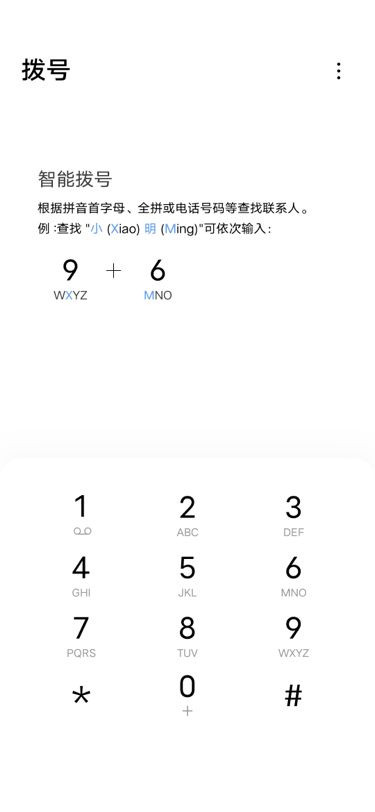 拨号
智能拨号
根据拼音首字母、全拼或电话号码等查找联系人。
例:查找 "小 (Xiao) 明 (Ming)"可依次输入:
9 + 6
WXYZ MNO
1 2 3
ABC DEF
4 5 6
GHI JKL MNO
7 8 9
PQRS TUV WXYZ
* 0 #
+